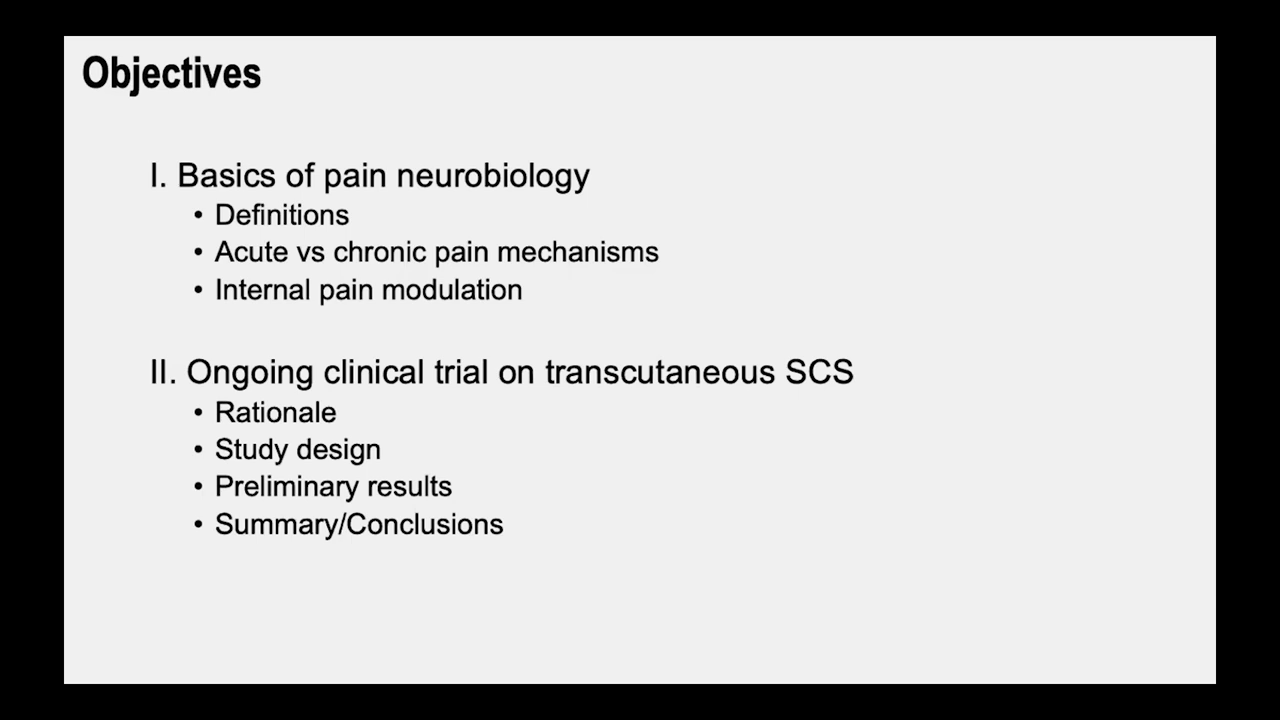 Objectives
I. Basics of pain neurobiology
• Definitions
• Acute vs chronic pain mechanisms
• Internal pain modulation
II. Ongoing clinical trial on transcutaneous SCS
• Rationale
• Study design
• Preliminary results
• Summary/Conclusions